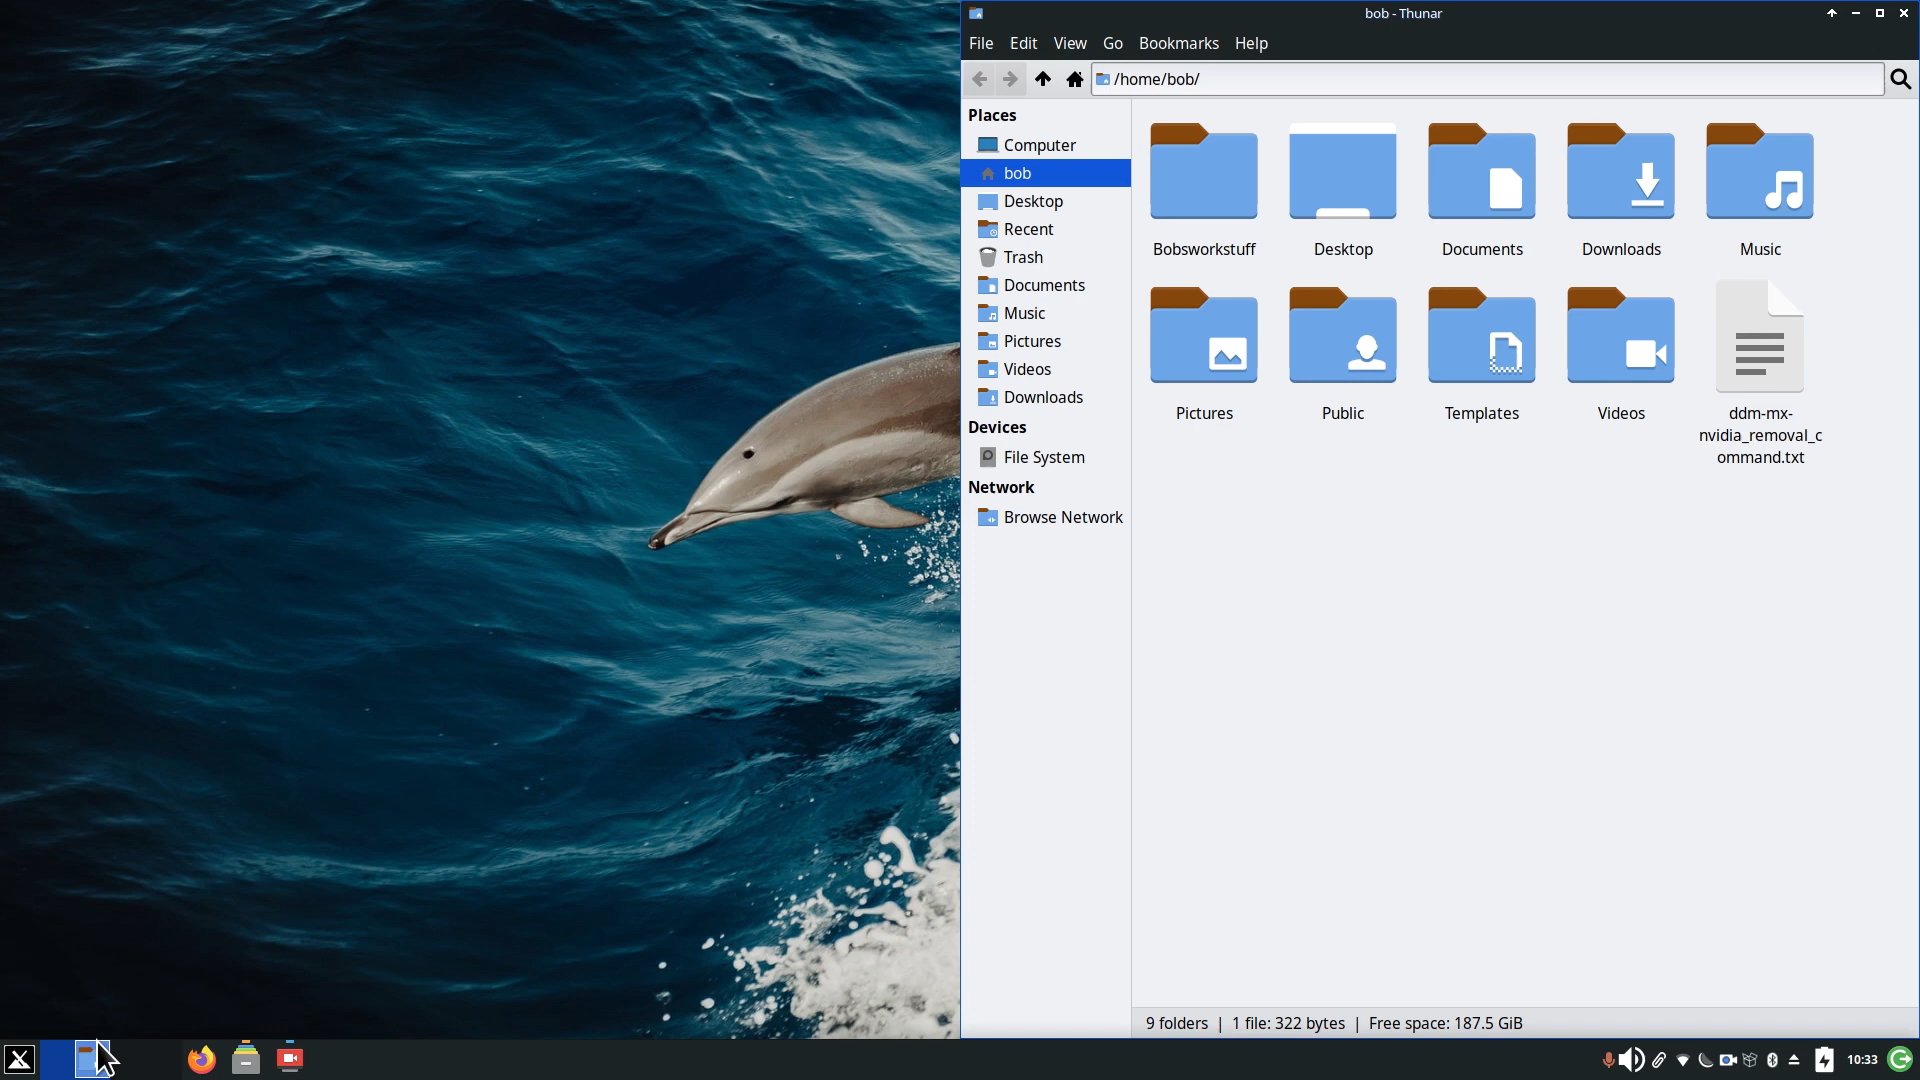 bob - Thunar
File Edit View Go Bookmarks Help
/home/bob/
Places
Computer
bob
Desktop
Recent
Trash
Documents
Music
Pictures
Videos
Downloads
Devices
File System
Network
Browse Network
Bobsworkstuff Desktop Documents Downloads Music
Pictures Public Templates Videos ddm-mx-
nvidia_removal_c
ommand.txt
9 folders | 1 file: 322 bytes | Free space: 187.5 GiB
10:33